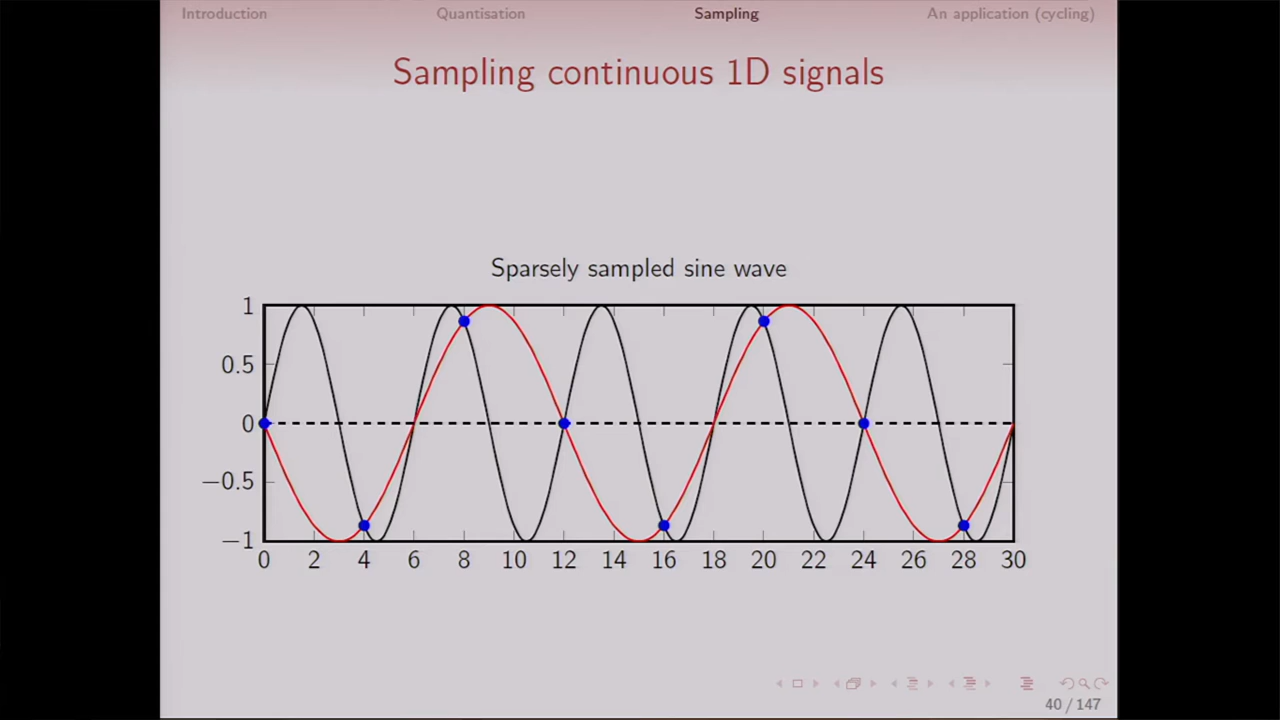 Introduction Quantisation Sampling An application (cycling)
Sampling continuous 1D signals
Sparsely sampled sine wave
1
0.5
0
−0.5
−1
0 2 4 6 8 10 12 14 16 18 20 22 24 26 28 30
40 / 147